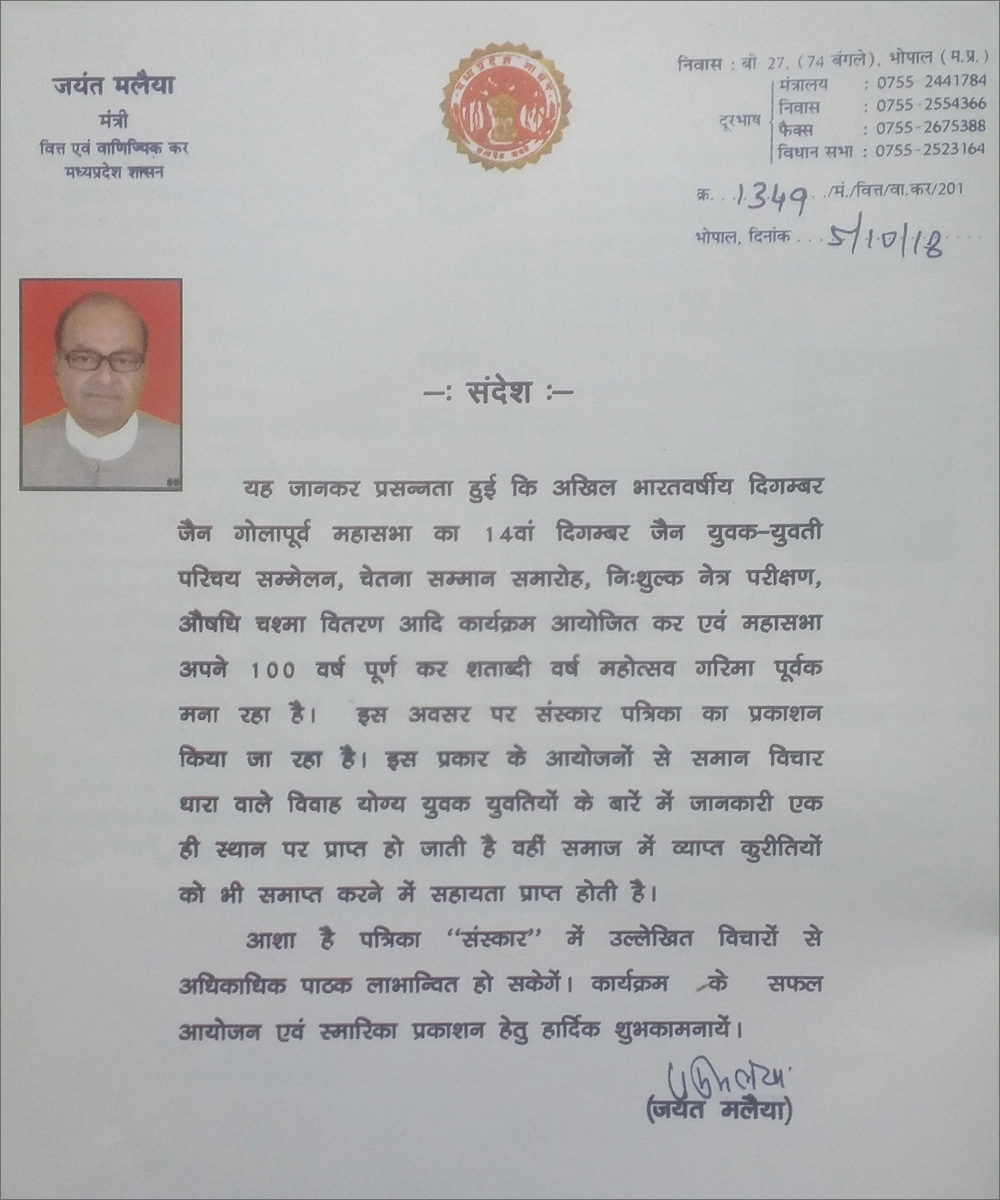 जयंत मलैया
मंत्री
वित्त एवं वाणिज्यिक कर
मध्यप्रदेश शासन
निवास : बी 27, (74 बंगले), भोपाल (म.प्र.)
दूरभाष
मंत्रालय : 0755-2441784
निवास : 0755-2554366
फैक्स : 0755-2675388
विधान सभा : 0755-2523164
क्र. . . 1349 . ./मं./वित्त/वा.कर/201
भोपाल, दिनांक . . . 5/10/18 . . . .
मध्यप्रदेश शासन
–: संदेश :–
यह जानकर प्रसन्नता हुई कि अखिल भारतवर्षीय दिगम्बर
जैन गोलापूर्व महासभा का 14वां दिगम्बर जैन युवक–युवती
परिचय सम्मेलन, चेतना सम्मान समारोह, निःशुल्क नेत्र परीक्षण,
औषधि चश्मा वितरण आदि कार्यक्रम आयोजित कर एवं महासभा
अपने 100 वर्ष पूर्ण कर शताब्दी वर्ष महोत्सव गरिमा पूर्वक
मना रहा है। इस अवसर पर संस्कार पत्रिका का प्रकाशन
किया जा रहा है। इस प्रकार के आयोजनों से समान विचार
धारा वाले विवाह योग्य युवक युवतियों के बारें में जानकारी एक
ही स्थान पर प्राप्त हो जाती है वहीं समाज में व्याप्त कुरीतियों
को भी समाप्त करने में सहायता प्राप्त होती है।
आशा है पत्रिका “संस्कार” में उल्लेखित विचारों से
अधिकाधिक पाठक लाभान्वित हो सकेगें। कार्यक्रम के सफल
आयोजन एवं स्मारिका प्रकाशन हेतु हार्दिक शुभकामनायें।
(जयंत मलैया)